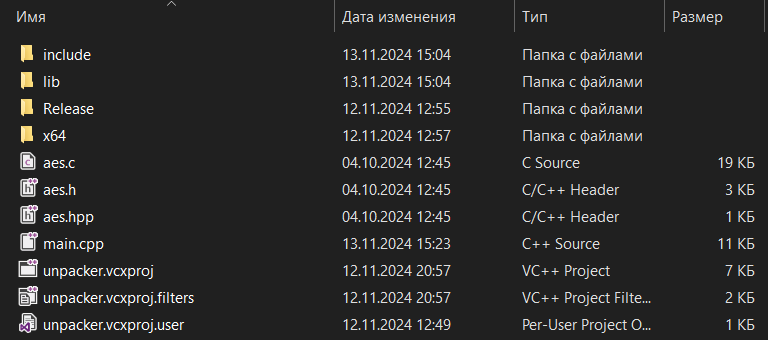 Имя Дата изменения Тип Размер
include 13.11.2024 15:04 Папка с файлами
lib 13.11.2024 15:04 Папка с файлами
Release 12.11.2024 12:55 Папка с файлами
x64 12.11.2024 12:57 Папка с файлами
aes.c 04.10.2024 12:45 C Source 19 КБ
aes.h 04.10.2024 12:45 C/C++ Header 3 КБ
aes.hpp 04.10.2024 12:45 C/C++ Header 1 КБ
main.cpp 13.11.2024 15:23 C++ Source 11 КБ
unpacker.vcxproj 12.11.2024 20:57 VC++ Project 7 КБ
unpacker.vcxproj.filters 12.11.2024 20:57 VC++ Project Filte... 2 КБ
unpacker.vcxproj.user 12.11.2024 12:49 Per-User Project O... 1 КБ